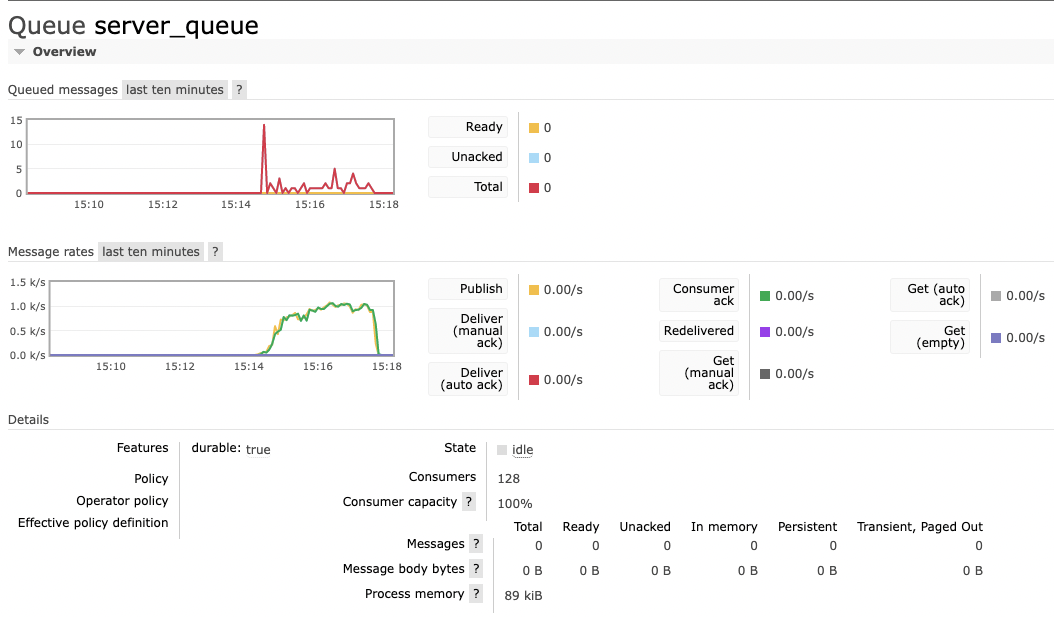 Queue server_queue
Overview
Queued messages last ten minutes ?
15
10
5
0
15:10 15:12 15:14 15:16 15:18
Ready 0
Unacked 0
Total 0
Message rates last ten minutes ?
1.5 k/s
1.0 k/s
0.5 k/s
0.0 k/s
15:10 15:12 15:14 15:16 15:18
Publish 0.00/s
Deliver
(manual
ack) 0.00/s
Deliver
(auto ack) 0.00/s
Consumer
ack 0.00/s
Redelivered 0.00/s
Get
(manual
ack) 0.00/s
Get (auto
ack) 0.00/s
Get
(empty) 0.00/s
Details
Features durable: true
Policy
Operator policy
Effective policy definition
State idle
Consumers 128
Consumer capacity ? 100%
Total Ready Unacked In memory Persistent Transient, Paged Out
Messages ? 0 0 0 0 0 0
Message body bytes ? 0 B 0 B 0 B 0 B 0 B 0 B
Process memory ? 89 kiB